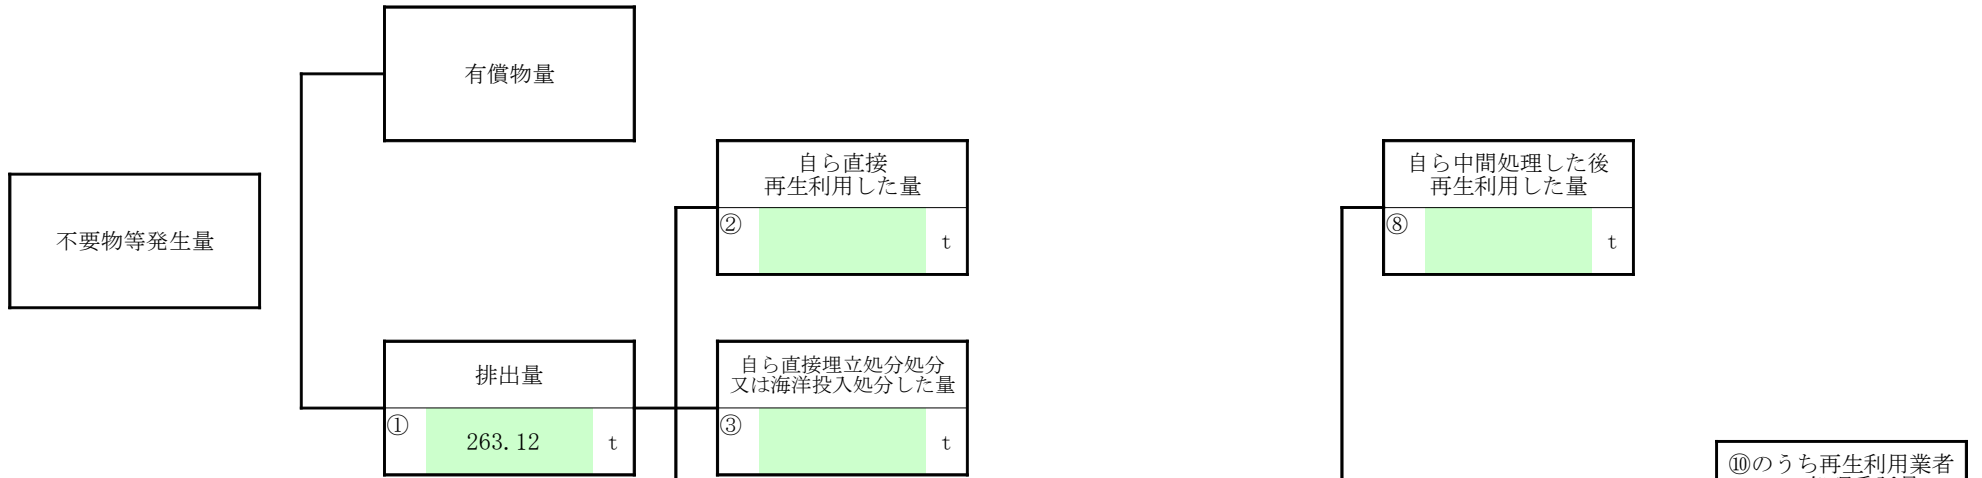 有償物量
自ら直接
再生利用した量
② t
自ら中間処理した後
再生利用した量
⑧ t
不要物等発生量
排出量
① 263.12 t
自ら直接埋立処分処分
又は海洋投入処分した量
③ t
⑩のうち再生利用業者